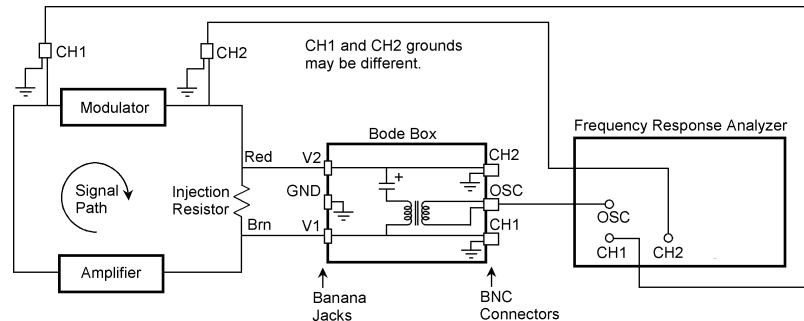 CH1
CH2
CH1 and CH2 grounds
may be different.
Modulator
Bode Box
Frequency Response Analyzer
Red
V2
CH2
+
Signal
Path
Injection
Resistor
GND
OSC
OSC
Brn
V1
CH1
CH1
CH2
Amplifier
Banana
Jacks
BNC
Connectors